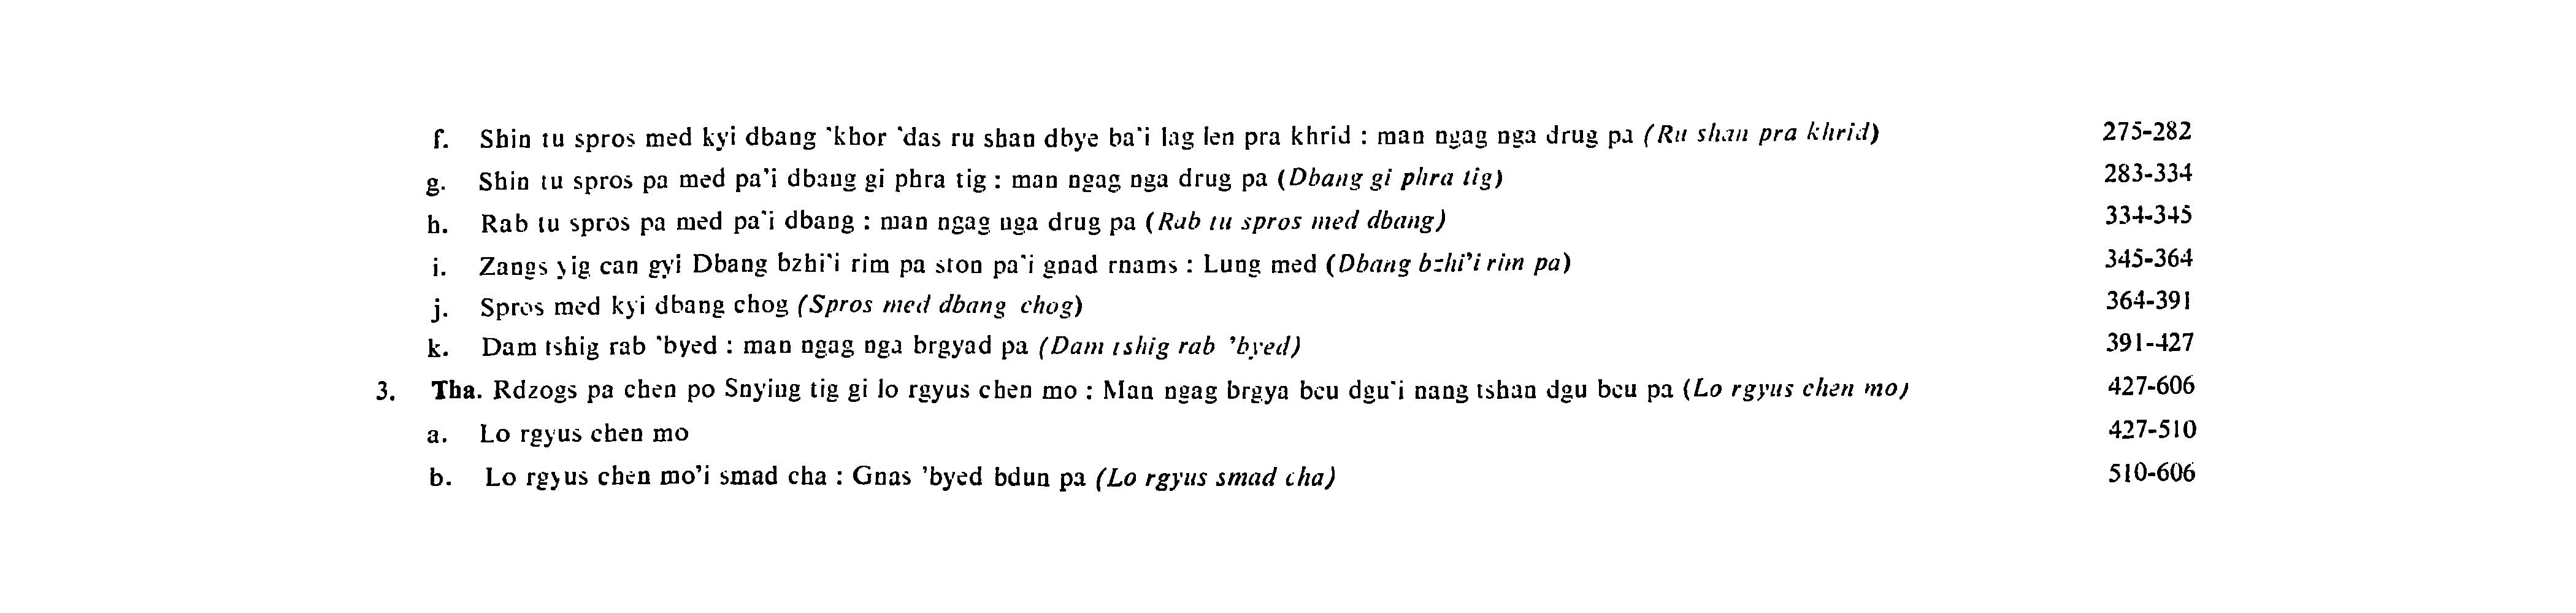 f. Shin tu spros med kyi dbang 'khor 'das ru shan dbye ba'i lag len pra khrid : man ngag nga drug pa (Ru shan pra khrid) 275-282
g. Shin tu spros pa med pa'i dbang gi phra tig : man ngag nga drug pa (Dbang gi phra tig) 283-334
h. Rab tu spros pa med pa'i dbang : man ngag nga drug pa (Rab tu spros med dbang) 334-345
i. Zangs yig can gyi Dbang bzhi'i rim pa ston pa'i gnad rnams : Lung med (Dbang bzhi'i rim pa) 345-364
j. Spros med kyi dbang chog (Spros med dbang chog) 364-391
k. Dam tshig rab 'byed : man ngag nga brgyad pa (Dam tshig rab 'byed) 391-427
3. Tha. Rdzogs pa chen po Snying tig gi lo rgyus chen mo : Man ngag brgya bcu dgu'i nang tshan dgu bcu pa (Lo rgyus chen mo) 427-606
a. Lo rgyus chen mo 427-510
b. Lo rgyus chen mo'i smad cha : Gnas 'byed bdun pa (Lo rgyus smad cha) 510-606